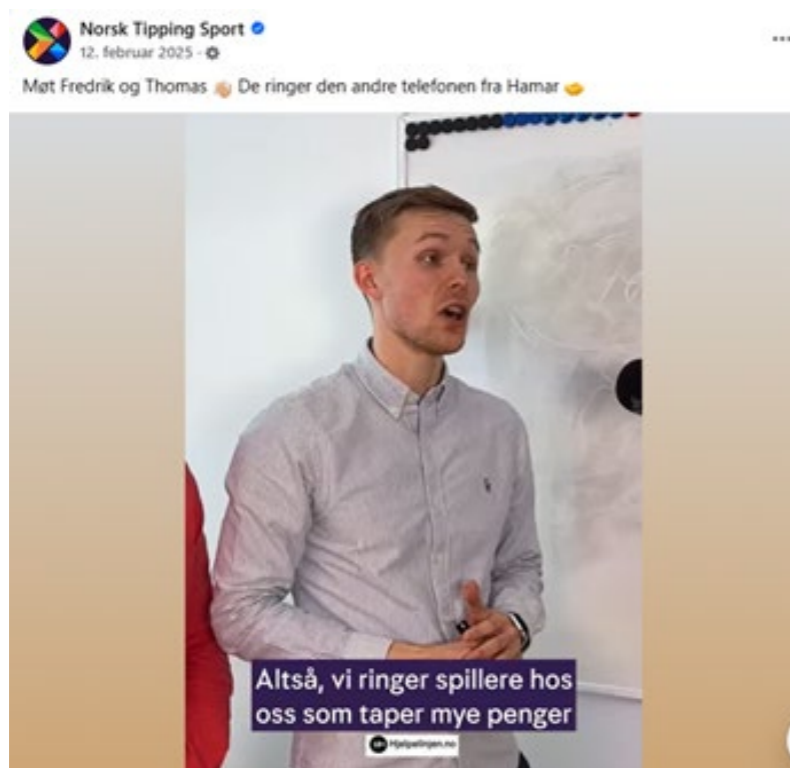 Norsk Tipping Sport
12. februar 2025 ·
Møt Fredrik og Thomas 👋🏼 De ringer den andre telefonen fra Hamar 🤝
Altså, vi ringer spillere hos
oss som taper mye penger
Hjelpelinjen.no